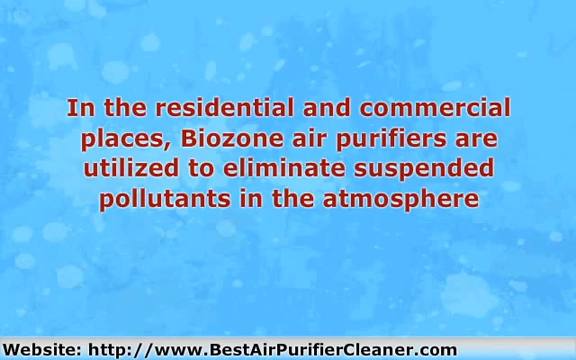 In the residential and commercial
places, Biozone air purifiers are
utilized to eliminate suspended
pollutants in the atmosphere
Website: http://www.BestAirPurifierCleaner.com